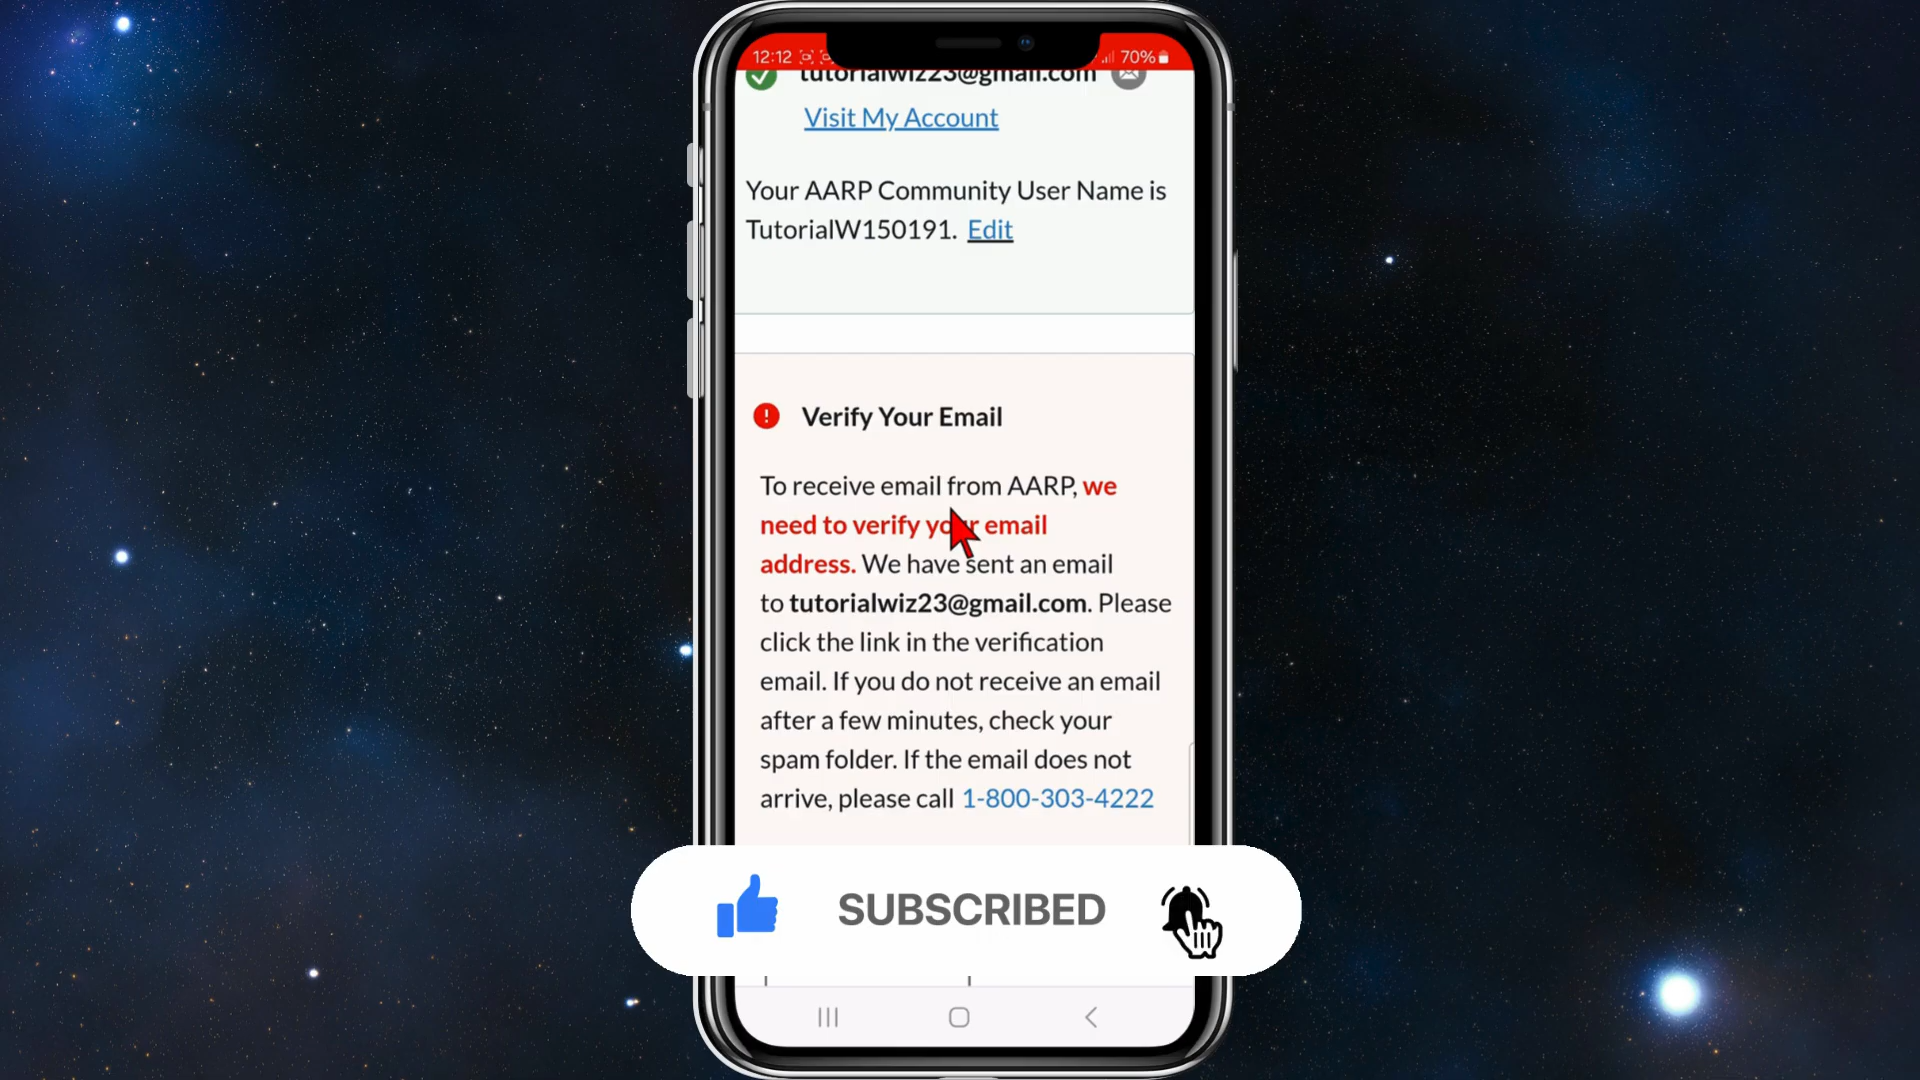 12:12 70%
tutorialwiz23@gmail.com
Visit My Account
Your AARP Community User Name is
TutorialW150191. Edit
Verify Your Email
To receive email from AARP, we
need to verify your email
address. We have sent an email
to tutorialwiz23@gmail.com. Please
click the link in the verification
email. If you do not receive an email
after a few minutes, check your
spam folder. If the email does not
arrive, please call 1-800-303-4222
SUBSCRIBED